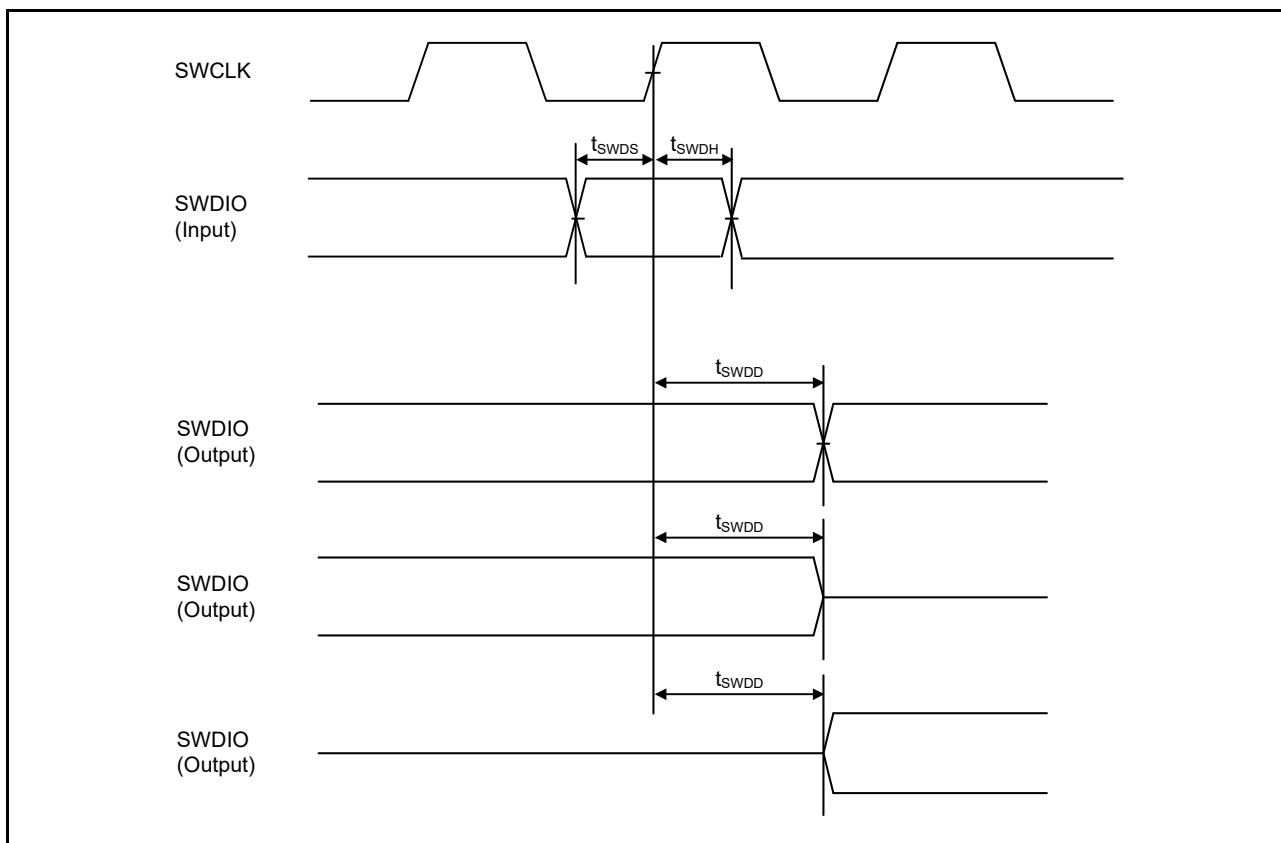 SWCLK
tSWDS tSWDH
SWDIO
(Input)
tSWDD
SWDIO
(Output)
tSWDD
SWDIO
(Output)
tSWDD
SWDIO
(Output)